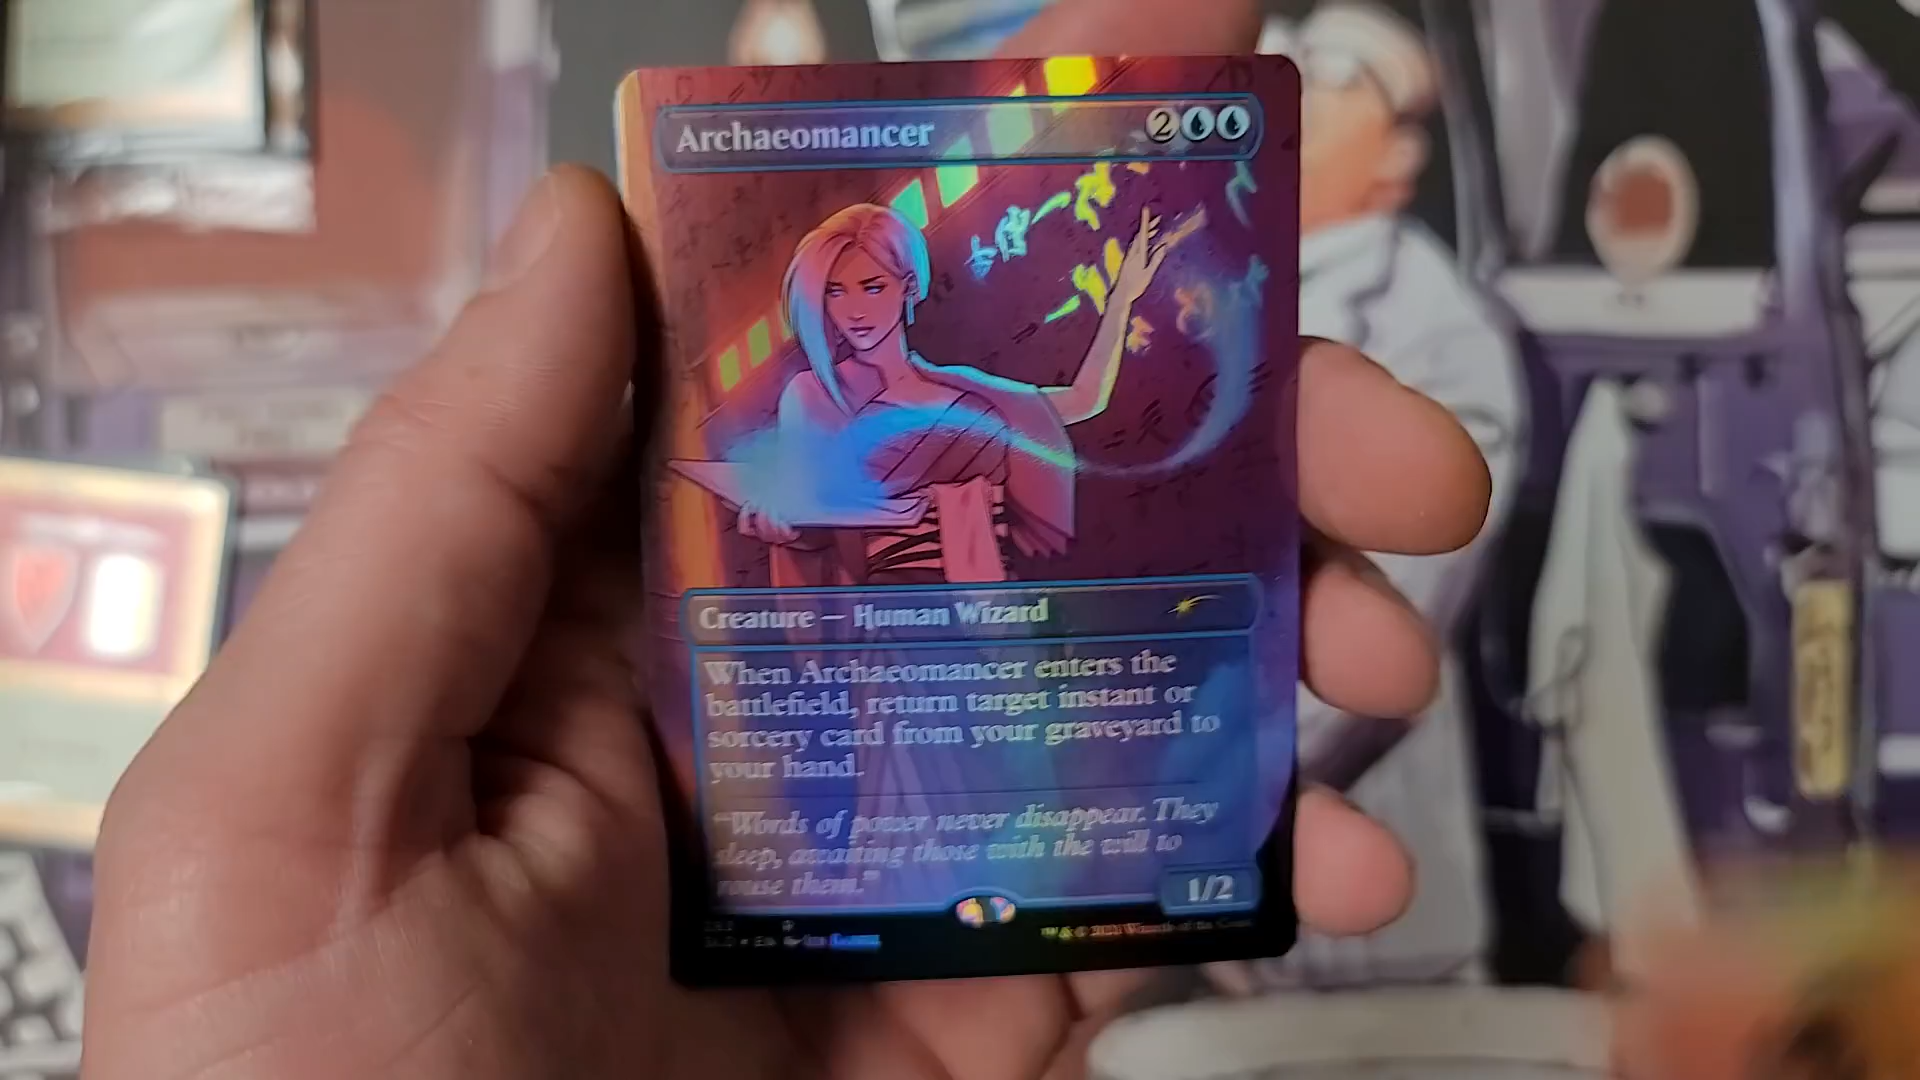 Archaeomancer 2
Creature — Human Wizard
When Archaeomancer enters the
battlefield, return target instant or
sorcery card from your graveyard to
your hand.
"Words of power never disappear. They
sleep, awaiting those with the will to
rouse them."
1/2